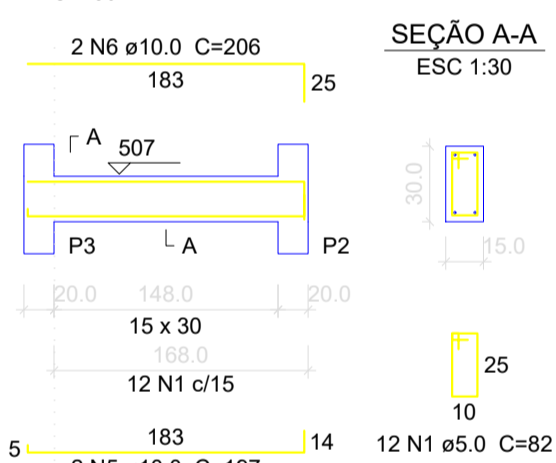 2 N6 ø10.0 C=206
183
25
SEÇÃO A-A
ESC 1:30
A
507
P3
A
P2
30.0
15.0
20.0 148.0 20.0
15 x 30
168.0
12 N1 c/15
25
10
12 N1 ø5.0 C=82
5
183
14